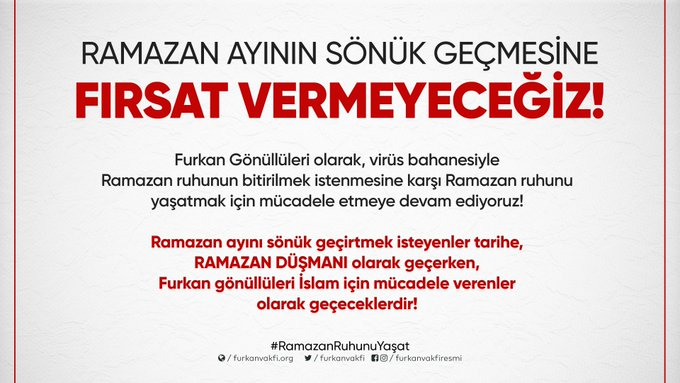 RAMAZAN AYININ SÖNÜK GEÇMESİNE
FIRSAT VERMEYECEĞİZ!
Furkan Gönüllüleri olarak, virüs bahanesiyle
Ramazan ruhunun bitirilmek istenmesine karşı Ramazan ruhunu
yaşatmak için mücadele etmeye devam ediyoruz!
Ramazan ayını sönük geçirtmek isteyenler tarihe,
RAMAZAN DÜŞMANI olarak geçerken,
Furkan gönüllüleri İslam için mücadele verenler
olarak geçeceklerdir!
#RamazanRuhunuYaşat
/ furkanvakfi.org / furkanvakfi / furkanvakfiresmi